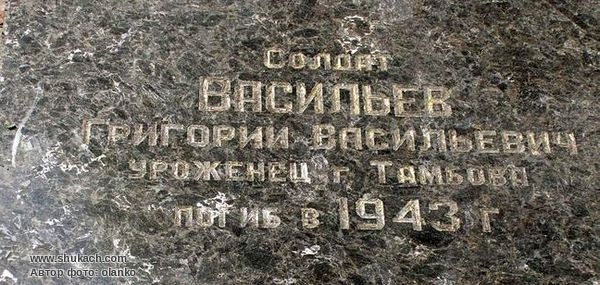 Солдат
ВАСИЛЬЕВ
ГРИГОРИЙ ВАСИЛЬЕВИЧ
УРОЖЕНЕЦ г. ТАМБОВА
ПОГИБ В 1943 г
www.shukach.com
Автор фото: olanko